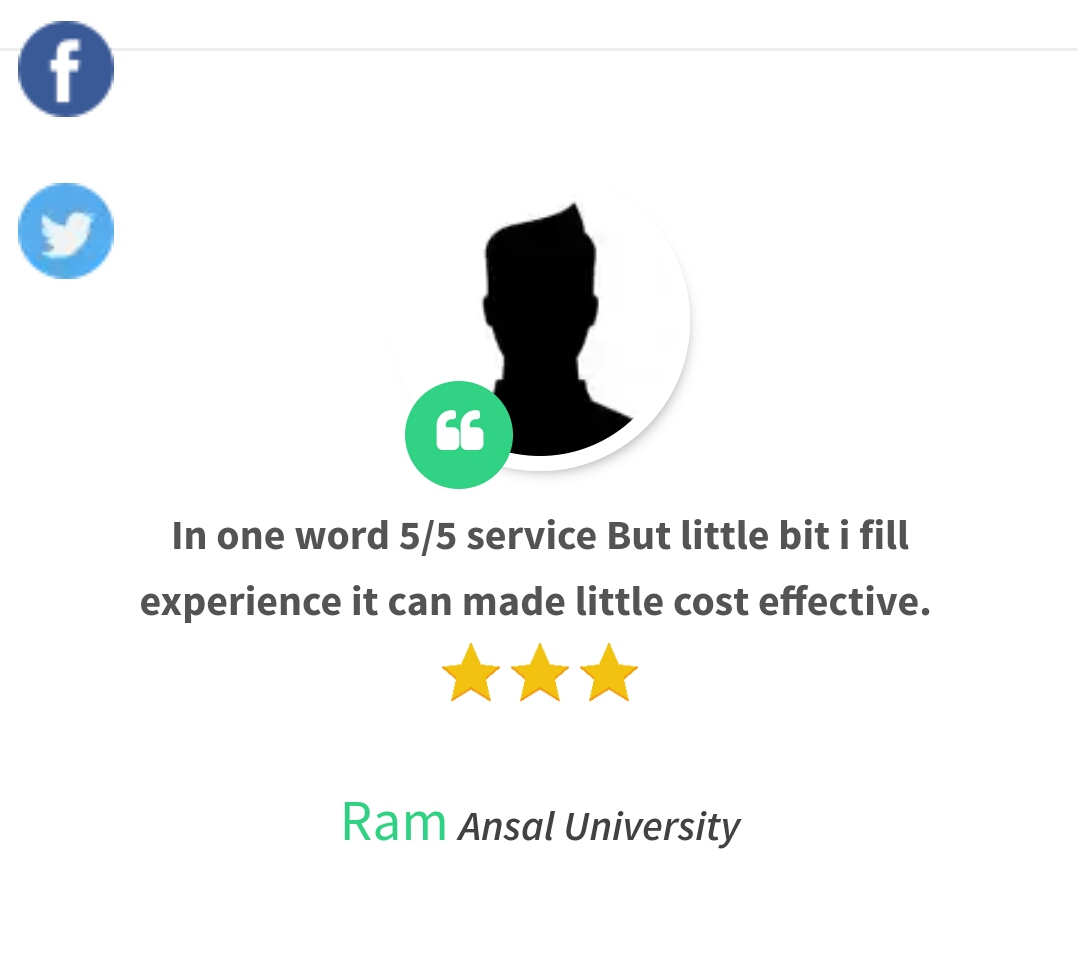 In one word 5/5 service But little bit i fill
experience it can made little cost effective.
Ram Ansal University